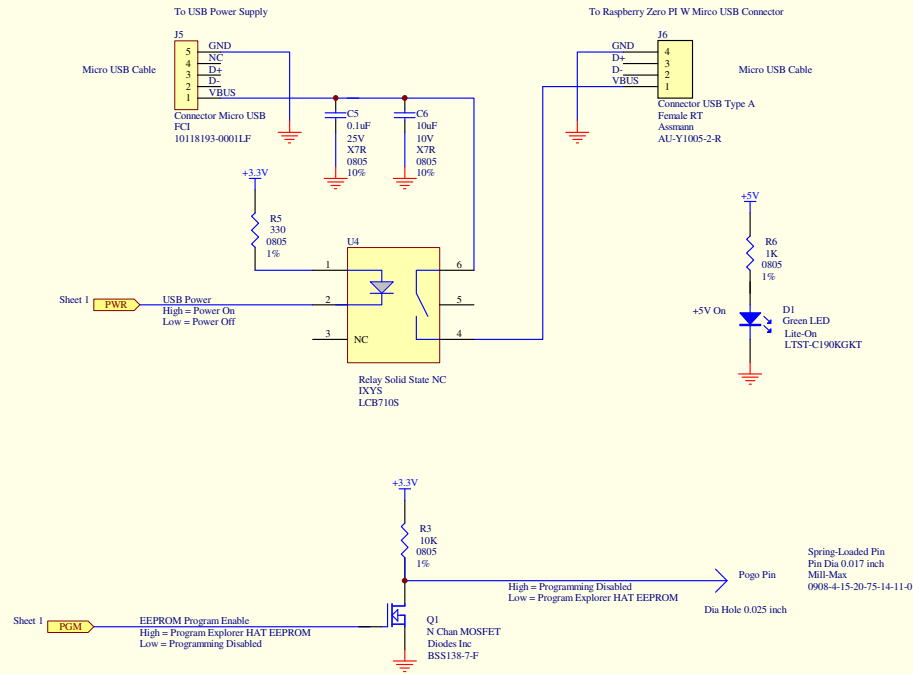 To USB Power Supply
To Raspberry Zero PI W Mirco USB Connector
J5
5 GND
4 NC
3 D+
2 D-
1 VBUS
Micro USB Cable
Connector Micro USB
FCI
10118193-0001LF
C5
0.1uF
25V
X7R
0805
10%
C6
10uF
10V
X7R
0805
10%
J6
GND 4
D+ 3
D- 2
VBUS 1
Micro USB Cable
Connector USB Type A
Female RT
Assmann
AU-Y1005-2-R
+3.3V
R5
330
0805
1%
U4
1
2
3
NC
6
5
4
Sheet 1
PWR
USB Power
High = Power On
Low = Power Off
Relay Solid State NC
IXYS
LCB710S
+5V
R6
1K
0805
1%
+5V On
D1
Green LED
Lite-On
LTST-C190KGKT
+3.3V
R3
10K
0805
1%
High = Programming Disabled
Low = Program Explorer HAT EEPROM
Pogo Pin
Spring-Loaded Pin
Pin Dia 0.017 inch
Mill-Max
0908-4-15-20-75-14-11-0
Dia Hole 0.025 inch
Sheet 1
PGM
EEPROM Program Enable
High = Program Explorer HAT EEPROM
Low = Programming Disabled
Q1
N Chan MOSFET
Diodes Inc
BSS138-7-F